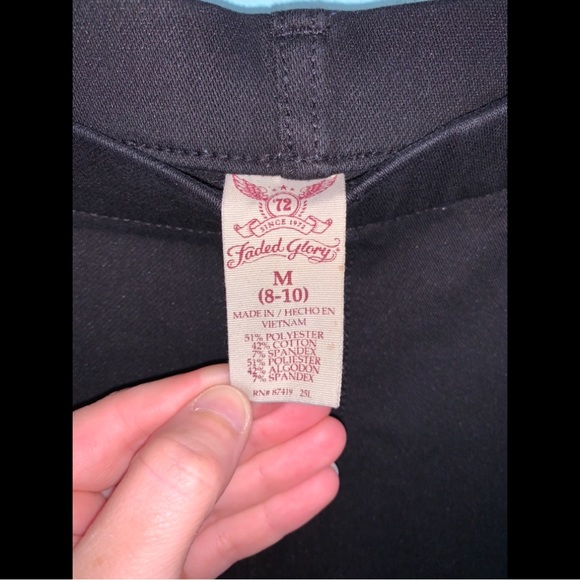 72
SINCE 1972
Faded Glory
M
(8-10)
MADE IN / HECHO EN
VIETNAM
51% POLYESTER
42% COTTON
7% SPANDEX
51% POLIESTER
42% ALGODON
7% SPANDEX
RN# 87419 25L